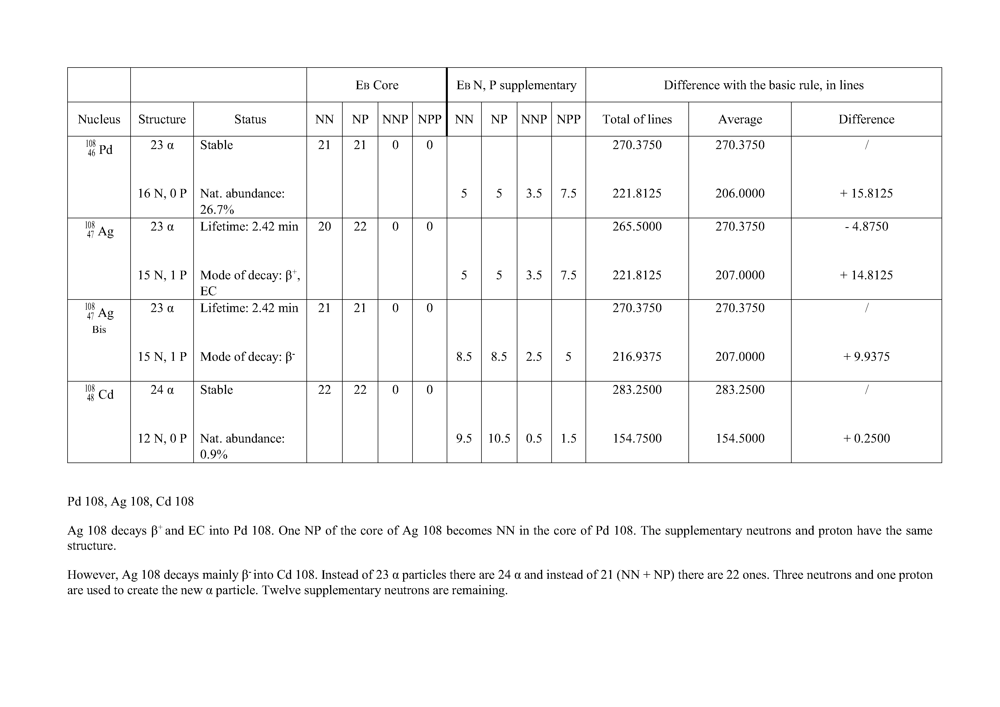 EB Core EB N, P supplementary Difference with the basic rule, in lines
Nucleus Structure Status NN NP NNP NPP NN NP NNP NPP Total of lines Average Difference
108 46 Pd 23 α Stable 21 21 0 0 270.3750 270.3750 /
16 N, 0 P Nat. abundance: 5 5 3.5 7.5 221.8125 206.0000 + 15.8125
26.7%
108 47 Ag 23 α Lifetime: 2.42 min 20 22 0 0 265.5000 270.3750 - 4.8750
15 N, 1 P Mode of decay: β+, 5 5 3.5 7.5 221.8125 207.0000 + 14.8125
EC
108 47 Ag 23 α Lifetime: 2.42 min 21 21 0 0 270.3750 270.3750 /
Bis
15 N, 1 P Mode of decay: β- 8.5 8.5 2.5 5 216.9375 207.0000 + 9.9375
108 48 Cd 24 α Stable 22 22 0 0 283.2500 283.2500 /
12 N, 0 P Nat. abundance: 9.5 10.5 0.5 1.5 154.7500 154.5000 + 0.2500
0.9%
Pd 108, Ag 108, Cd 108
Ag 108 decays β+ and EC into Pd 108. One NP of the core of Ag 108 becomes NN in the core of Pd 108. The supplementary neutrons and proton have the same
structure.
However, Ag 108 decays mainly β- into Cd 108. Instead of 23 α particles there are 24 α and instead of 21 (NN + NP) there are 22 ones. Three neutrons and one proton
are used to create the new α particle. Twelve supplementary neutrons are remaining.